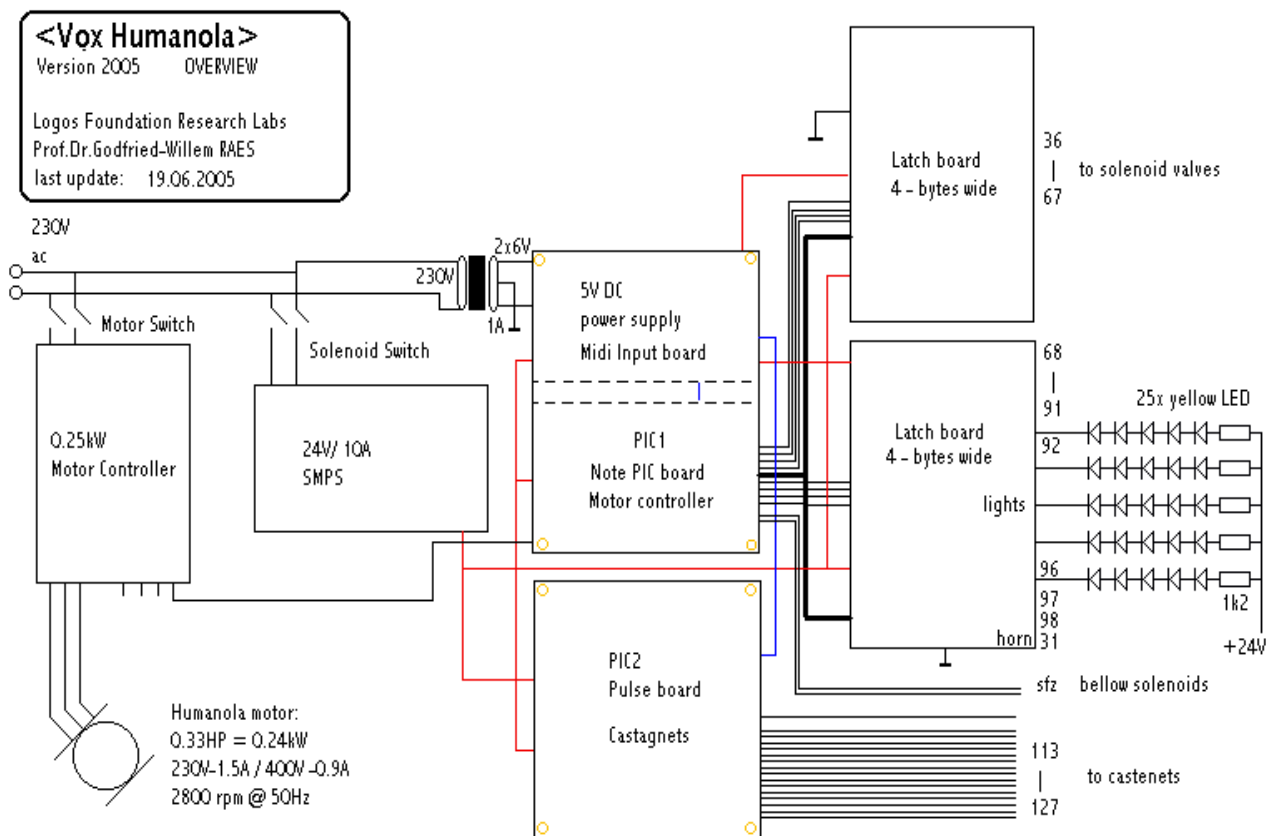 <Vox Humanola>
Version 2005 OVERVIEW
Logos Foundation Research Labs
Prof.Dr.Godfried-Willem RAES
last update: 19.06.2005
230V
ac
Motor Switch
Solenoid Switch
230V
2x6V
1A
0.25kW
Motor Controller
24V/ 10A
SMPS
5V DC
power supply
Midi Input board
PIC1
Note PIC board
Motor controller
PIC2
Pulse board
Castagnets
Latch board
4 - bytes wide
36
|
67
to solenoid valves
Latch board
4 - bytes wide
lights
horn
68
|
91
92
96
97
98
31
25x yellow LED
1k2
+24V
sfz bellow solenoids
113
|
127
to castenets
Humanola motor:
0.33HP = 0.24kW
230V-1.5A / 400V-0.9A
2800 rpm @ 50Hz